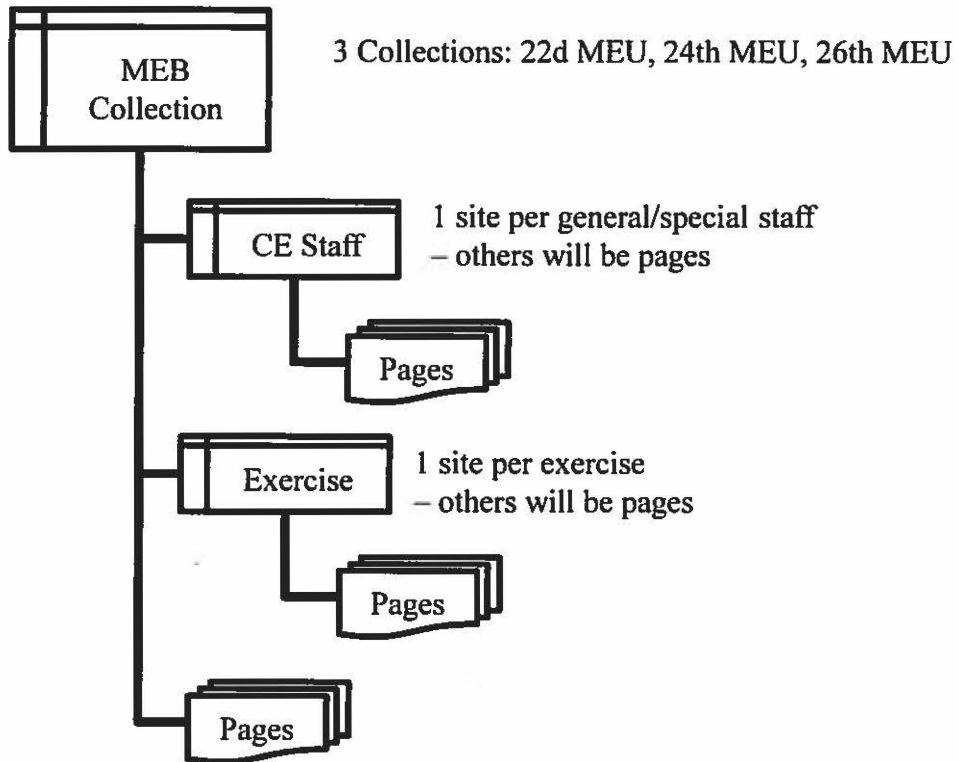 3 Collections: 22d MEU, 24th MEU, 26th MEU
MEB
Collection
1 site per general/special staff
– others will be pages
CE Staff
Pages
1 site per exercise
– others will be pages
Exercise
Pages
Pages